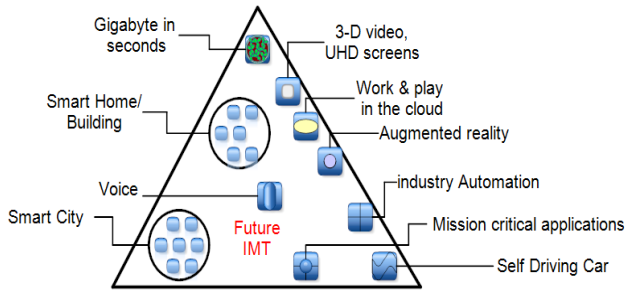 Gigabyte in
seconds
3-D video,
UHD screens
Smart Home/
Building
Work & play
in the cloud
Augmented reality
Voice
industry Automation
Smart City
Future
IMT
Mission critical applications
Self Driving Car